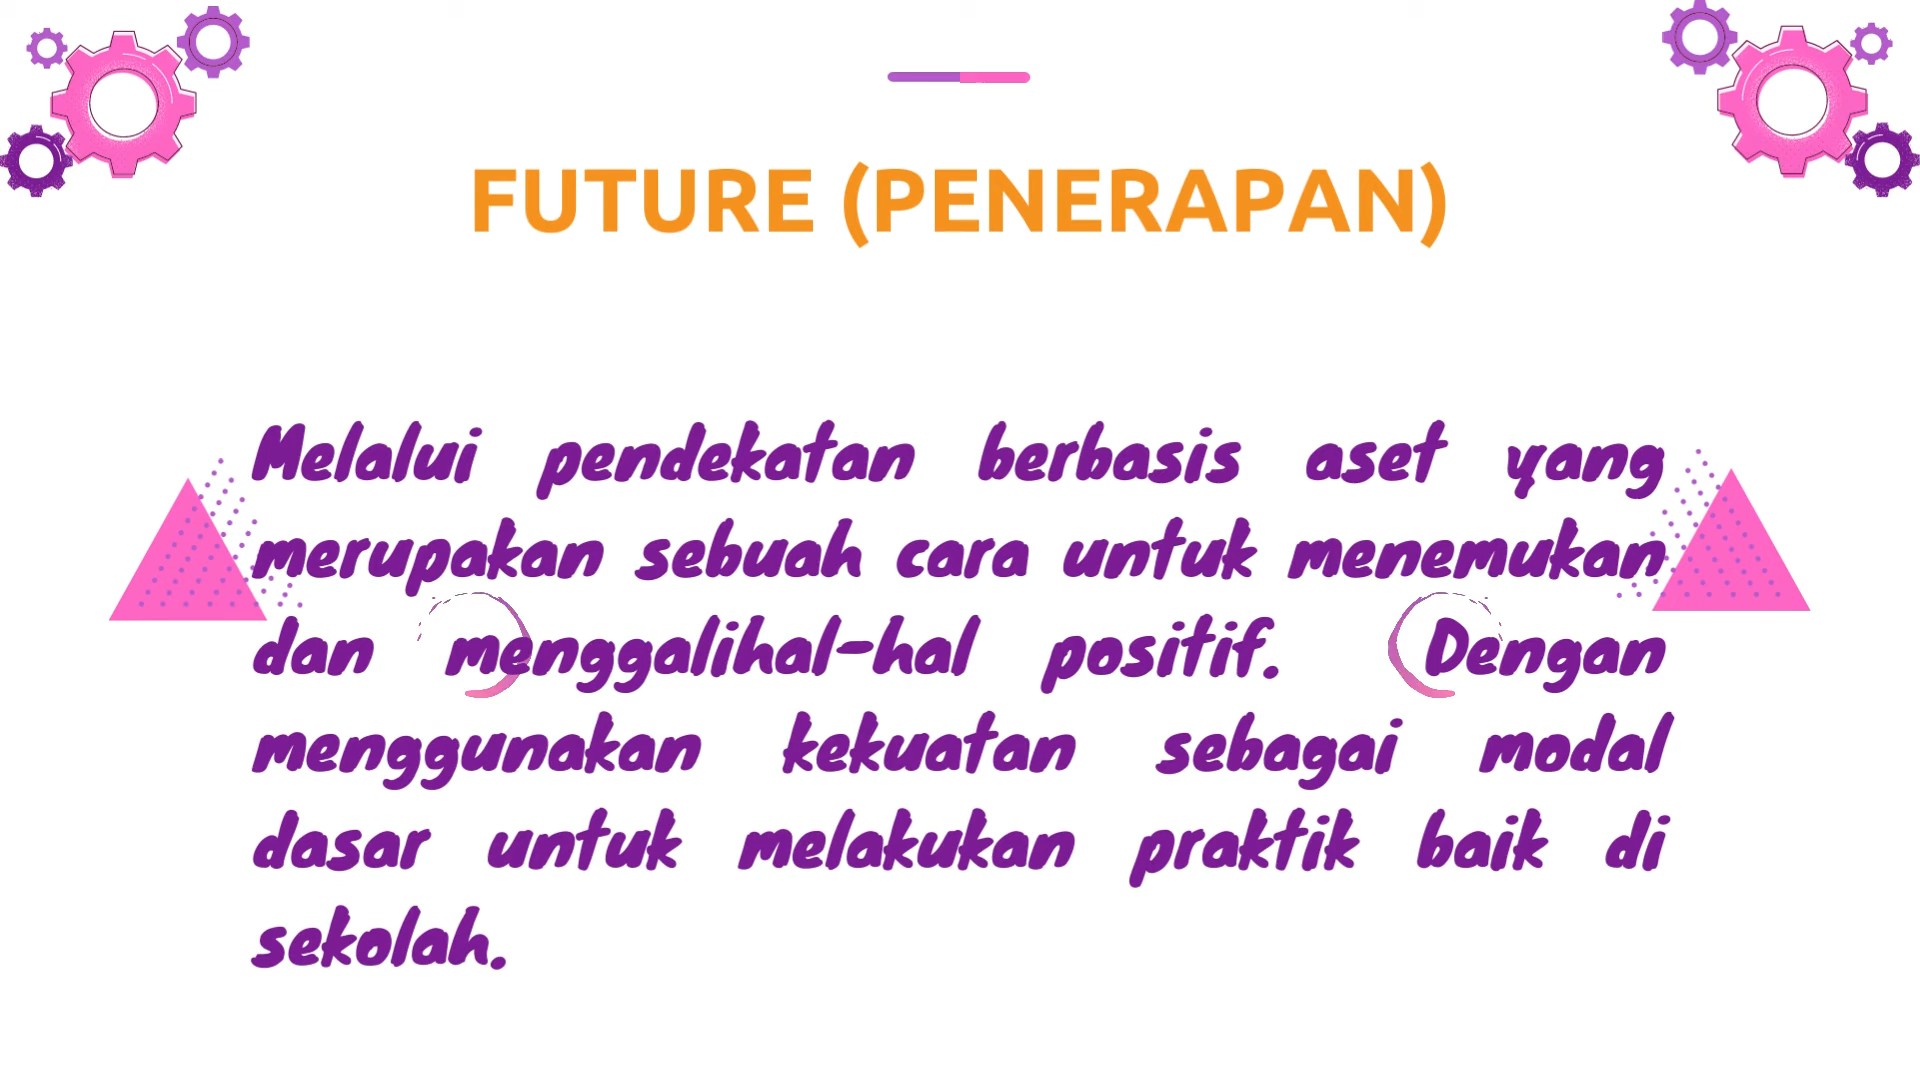 FUTURE (PENERAPAN)
Melalui pendekatan berbasis aset yang
merupakan sebuah cara untuk menemukan
dan menggalihal-hal positif. Dengan
menggunakan kekuatan sebagai modal
dasar untuk melakukan praktik baik di
sekolah.